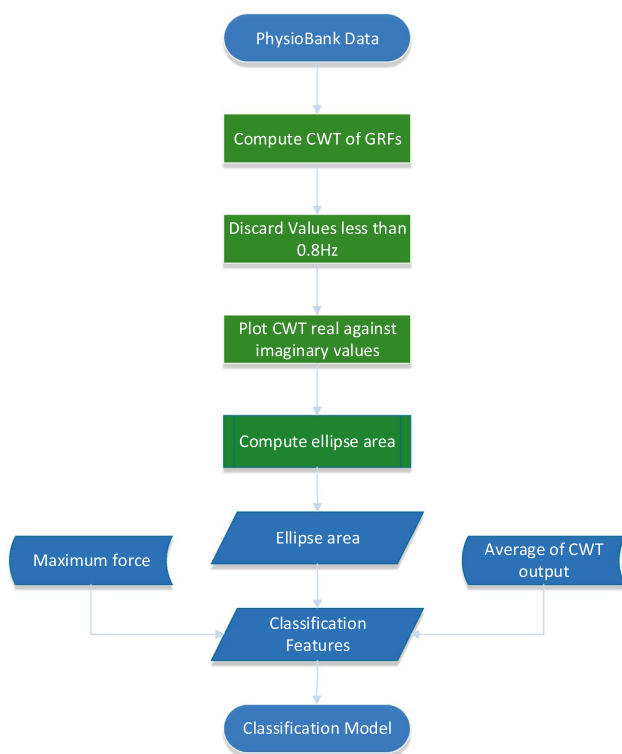 PhysioBank Data
Compute CWT of GRFs
Discard Values less than
0.8Hz
Plot CWT real against
imaginary values
Compute ellipse area
Ellipse area
Maximum force
Average of CWT
output
Classification
Features
Classification Model